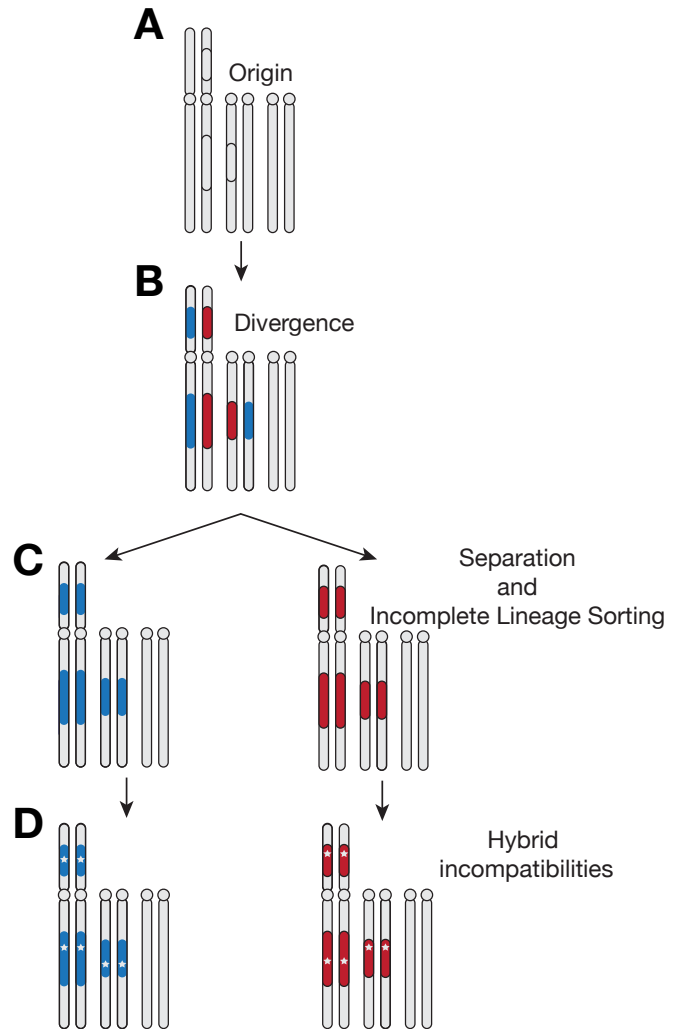 A
Origin
B
Divergence
C
Separation
and
Incomplete Lineage Sorting
D
Hybrid
incompatibilities